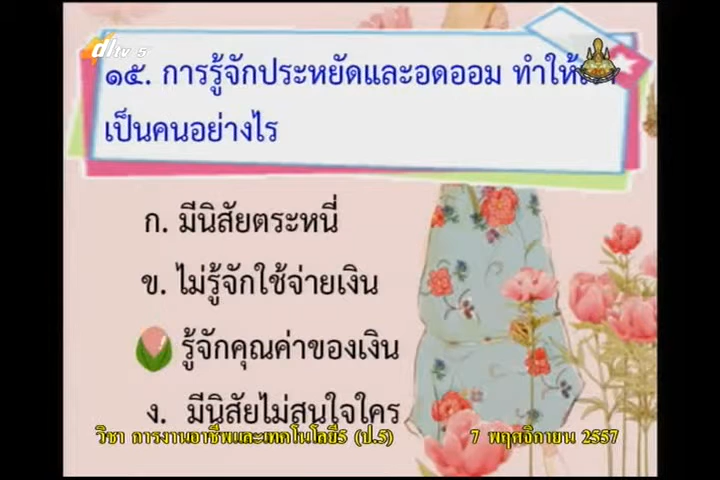 dltv 5
๑๕. การรู้จักประหยัดและอดออม ทำให้
เป็นคนอย่างไร
ก. มีนิสัยตระหนี่
ข. ไม่รู้จักใช้จ่ายเงิน
รู้จักคุณค่าของเงิน
ง. มีนิสัยไม่สนใจใคร
วิชา การงานอาชีพและเทคโนโลยี5 (ป.5) 7 พฤศจิกายน 2557